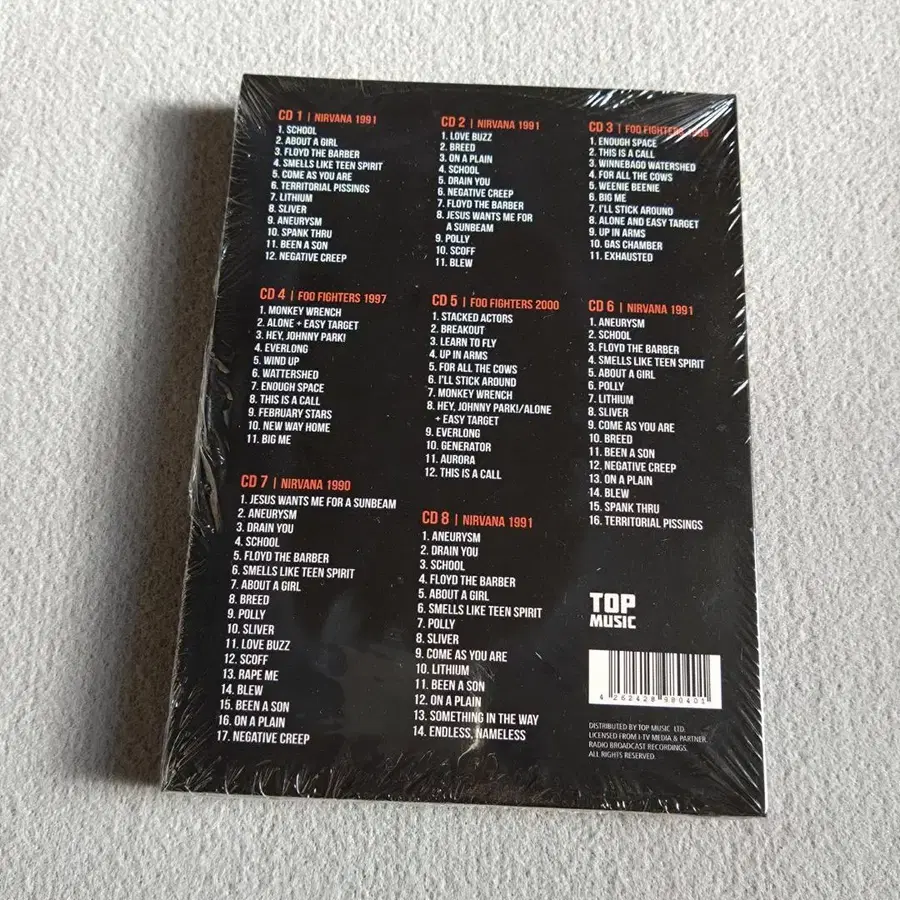 CD 1 | NIRVANA 1991
1. SCHOOL
2. ABOUT A GIRL
3. FLOYD THE BARBER
4. SMELLS LIKE TEEN SPIRIT
5. COME AS YOU ARE
6. TERRITORIAL PISSINGS
7. LITHIUM
8. SLIVER
9. ANEURYSM
10. SPANK THRU
11. BEEN A SON
12. NEGATIVE CREEP
CD 2 | NIRVANA 1991
1. LOVE BUZZ
2. BREED
3. ON A PLAIN
4. SCHOOL
5. DRAIN YOU
6. NEGATIVE CREEP
7. FLOYD THE BARBER
8. JESUS WANTS ME FOR
A SUNBEAM
9. POLLY
10. SCOFF
11. BLEW
CD 3 | FOO FIGHTERS
1. ENOUGH SPACE
2. THIS IS A CALL
3. WINNEBAGO WATERSHED
4. FOR ALL THE COWS
5. WEENIE BEENIE
6. BIG ME
7. I'LL STICK AROUND
8. ALONE AND EASY TARGET
9. UP IN ARMS
10. GAS CHAMBER
11. EXHAUSTED
CD 4 | FOO FIGHTERS 1997
1. MONKEY WRENCH
2. ALONE + EASY TARGET
3. HEY, JOHNNY PARK!
4. EVERLONG
5. WIND UP
6. WATTERSHED
7. ENOUGH SPACE
8. THIS IS A CALL
9. FEBRUARY STARS
10. NEW WAY HOME
11. BIG ME
CD 5 | FOO FIGHTERS 2000
1. STACKED ACTORS
2. BREAKOUT
3. LEARN TO FLY
4. UP IN ARMS
5. FOR ALL THE COWS
6. I'LL STICK AROUND
7. MONKEY WRENCH
8. HEY, JOHNNY PARK!/ALONE
+ EASY TARGET
9. EVERLONG
10. GENERATOR
11. AURORA
12. THIS IS A CALL
CD 6 | NIRVANA 1991
1. ANEURYSM
2. SCHOOL
3. FLOYD THE BARBER
4. SMELLS LIKE TEEN SPIRIT
5. ABOUT A GIRL
6. POLLY
7. LITHIUM
8. SLIVER
9. COME AS YOU ARE
10. BREED
11. BEEN A SON
12. NEGATIVE CREEP
13. ON A PLAIN
14. BLEW
15. SPANK THRU
16. TERRITORIAL PISSINGS
CD 7 | NIRVANA 1990
1. JESUS WANTS ME FOR A SUNBEAM
2. ANEURYSM
3. DRAIN YOU
4. SCHOOL
5. FLOYD THE BARBER
6. SMELLS LIKE TEEN SPIRIT
7. ABOUT A GIRL
8. BREED
9. POLLY
10. SLIVER
11. LOVE BUZZ
12. SCOFF
13. RAPE ME
14. BLEW
15. BEEN A SON
16. ON A PLAIN
17. NEGATIVE CREEP
CD 8 | NIRVANA 1991
1. ANEURYSM
2. DRAIN YOU
3. SCHOOL
4. FLOYD THE BARBER
5. ABOUT A GIRL
6. SMELLS LIKE TEEN SPIRIT
7. POLLY
8. SLIVER
9. COME AS YOU ARE
10. LITHIUM
11. BEEN A SON
12. ON A PLAIN
13. SOMETHING IN THE WAY
14. ENDLESS, NAMELESS
TOP
MUSIC
4 262428 980401
DISTRIBUTED BY TOP MUSIC LTD.
LICENSED FROM I-TV MEDIA & PARTNER.
RADIO BROADCAST RECORDINGS.
ALL RIGHTS RESERVED.